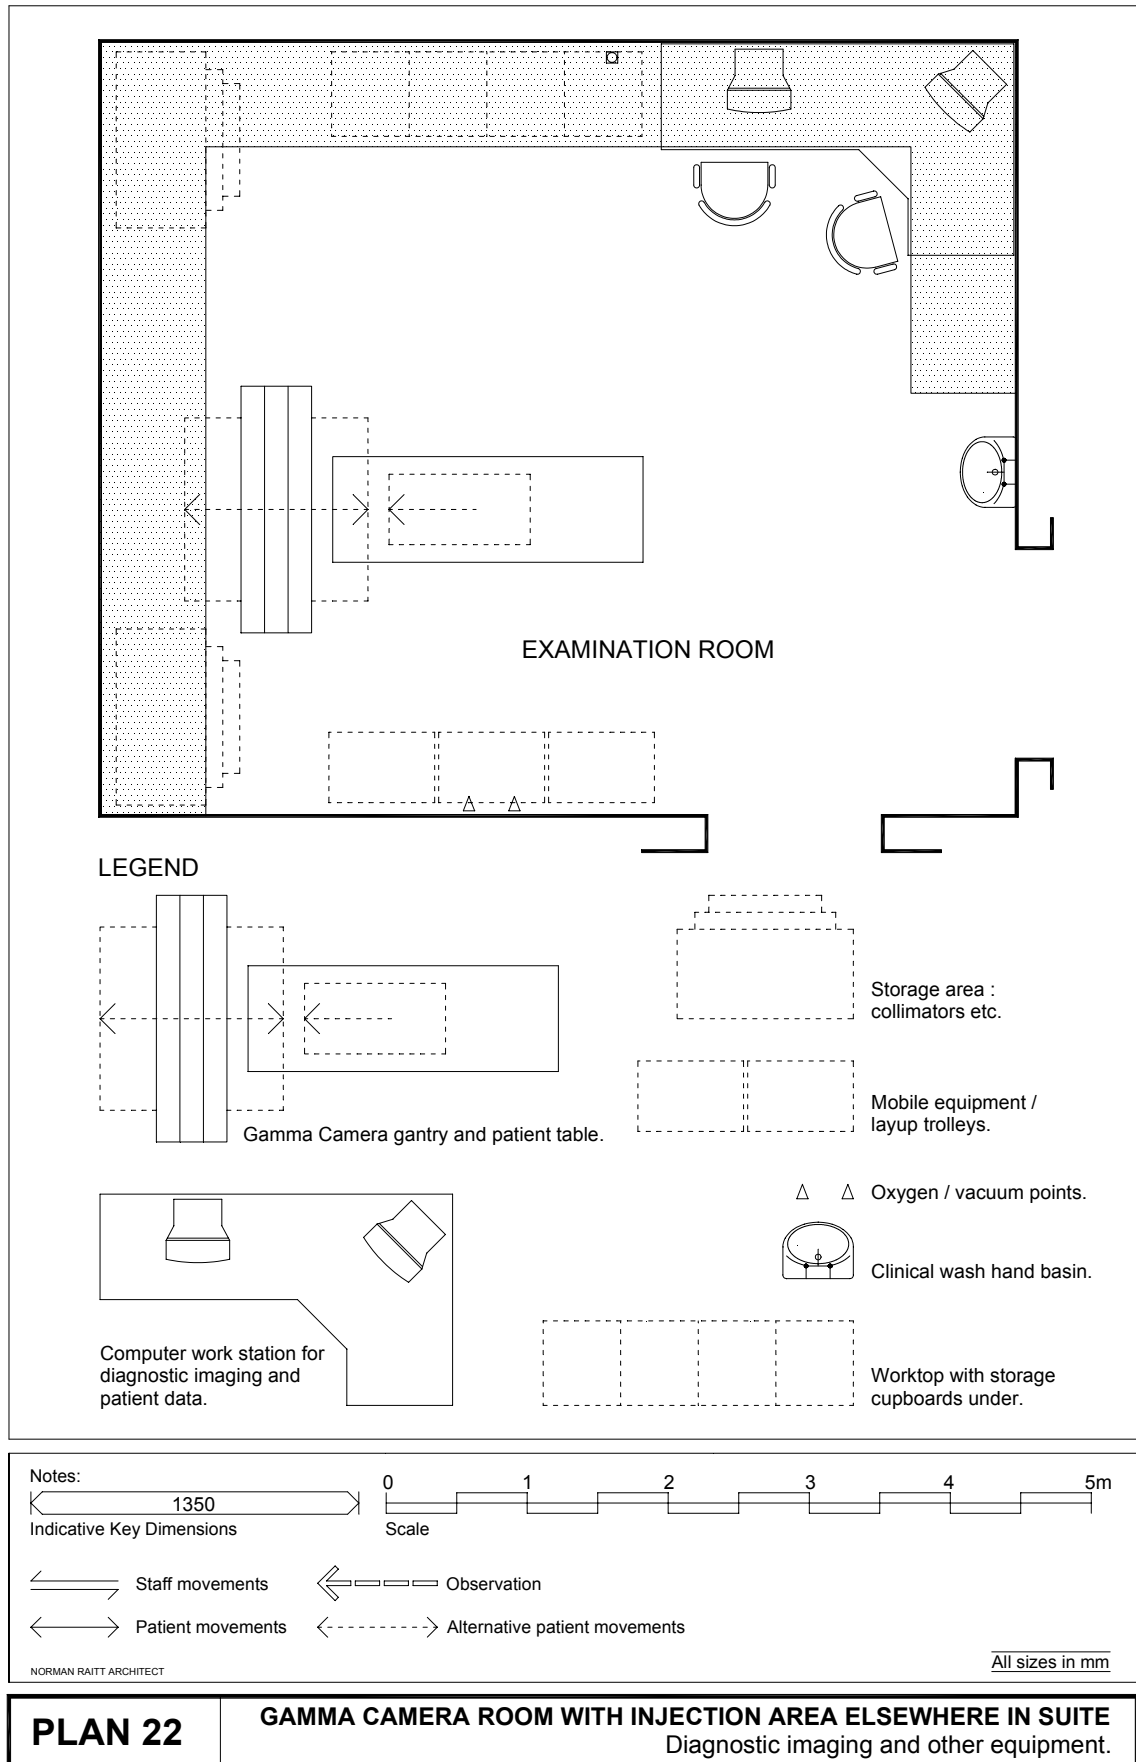 EXAMINATION ROOM
LEGEND
Storage area :
collimators etc.
Mobile equipment /
layup trolleys.
Gamma Camera gantry and patient table.
Oxygen / vacuum points.
Clinical wash hand basin.
Computer work station for
diagnostic imaging and
patient data.
Worktop with storage
cupboards under.
Notes:
1350
Indicative Key Dimensions
0 1 2 3 4 5m
Scale
Staff movements
Observation
Patient movements
Alternative patient movements
NORMAN RAITT ARCHITECT
All sizes in mm
PLAN 22
GAMMA CAMERA ROOM WITH INJECTION AREA ELSEWHERE IN SUITE
Diagnostic imaging and other equipment.